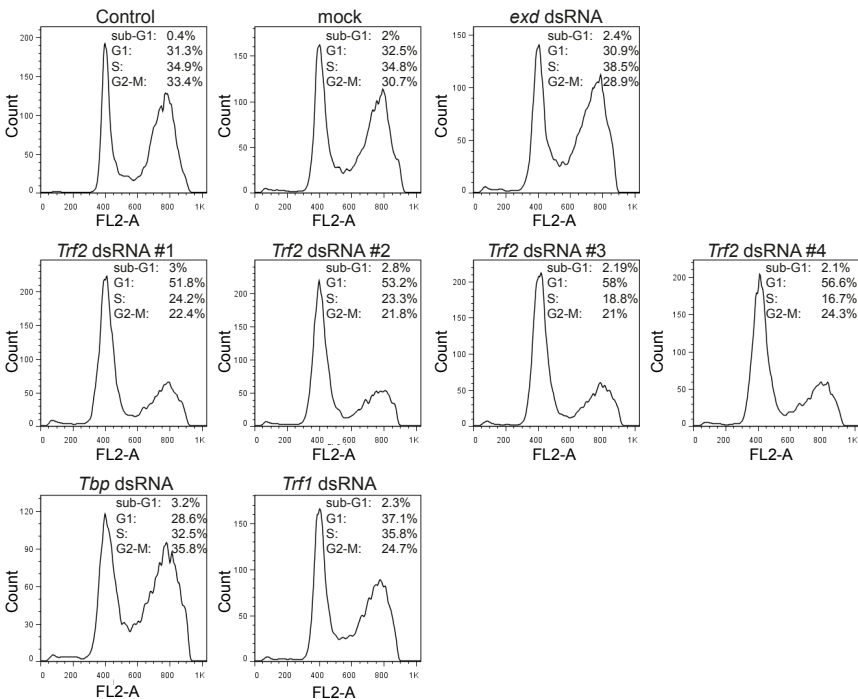 Control
sub-G1: 0.4%
G1: 31.3%
S: 34.9%
G2-M: 33.4%
200
150
100
50
0
Count
0 200 400 600 800 1K
FL2-A
mock
sub-G1: 2%
G1: 32.5%
S: 34.8%
G2-M: 30.7%
150
100
50
0
Count
0 200 400 600 800 1K
FL2-A
exd dsRNA
sub-G1: 2.4%
G1: 30.9%
S: 38.5%
G2-M: 28.9%
150
100
50
0
Count
0 200 400 600 800 1K
FL2-A
Trf2 dsRNA #1
sub-G1: 3%
G1: 51.8%
S: 24.2%
G2-M: 22.4%
200
150
100
50
0
Count
0 200 400 600 800 1K
FL2-A
Trf2 dsRNA #2
sub-G1: 2.8%
G1: 53.2%
S: 23.3%
G2-M: 21.8%
200
150
100
50
0
Count
0 200 400 600 800 1K
FL2-A
Trf2 dsRNA #3
sub-G1: 2.19%
G1: 58%
S: 18.8%
G2-M: 21%
200
150
100
50
0
Count
0 200 400 600 800 1K
FL2-A
Trf2 dsRNA #4
sub-G1: 2.1%
G1: 56.6%
S: 16.7%
G2-M: 24.3%
200
150
100
50
0
Count
0 200 400 600 800 1K
FL2-A
Tbp dsRNA
sub-G1: 3.2%
G1: 28.6%
S: 32.5%
G2-M: 35.8%
120
90
60
30
0
Count
0 200 400 600 800 1K
FL2-A
Trf1 dsRNA
sub-G1: 2.3%
G1: 37.1%
S: 35.8%
G2-M: 24.7%
150
100
50
0
Count
0 200 400 600 800 1K
FL2-A